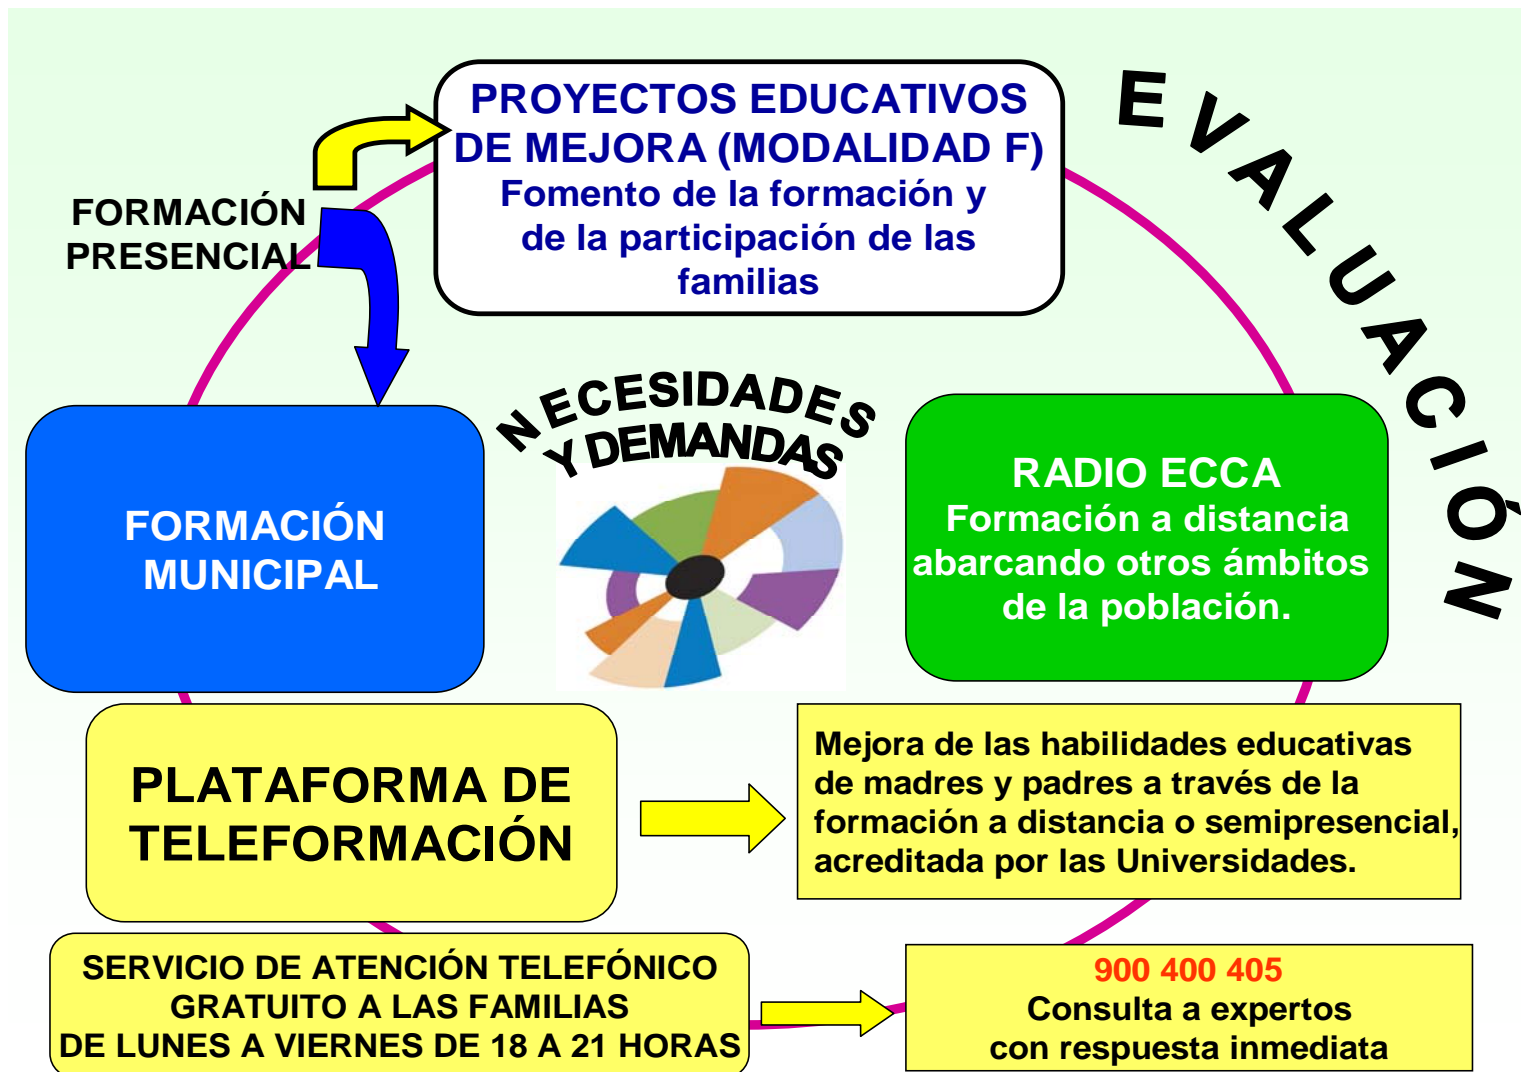 PROYECTOS EDUCATIVOS
DE MEJORA (MODALIDAD F)
Fomento de la formación y
de la participación de las
familias
EVALUACIÓN
FORMACIÓN
PRESENCIAL
NECESIDADES
Y DEMANDAS
FORMACIÓN
MUNICIPAL
RADIO ECCA
Formación a distancia
abarcando otros ámbitos
de la población.
PLATAFORMA DE
TELEFORMACIÓN
Mejora de las habilidades educativas
de madres y padres a través de la
formación a distancia o semipresencial,
acreditada por las Universidades.
SERVICIO DE ATENCIÓN TELEFÓNICO
GRATUITO A LAS FAMILIAS
DE LUNES A VIERNES DE 18 A 21 HORAS
900 400 405
Consulta a expertos
con respuesta inmediata